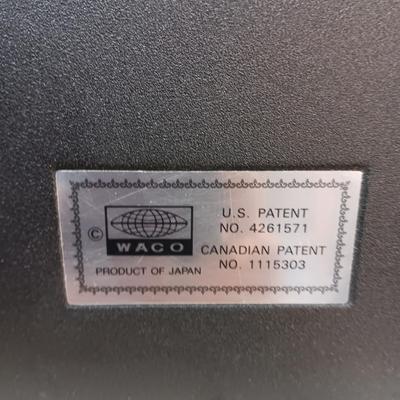 ©
WACO
PRODUCT OF JAPAN
U.S. PATENT
NO. 4261571
CANADIAN PATENT
NO. 1115303